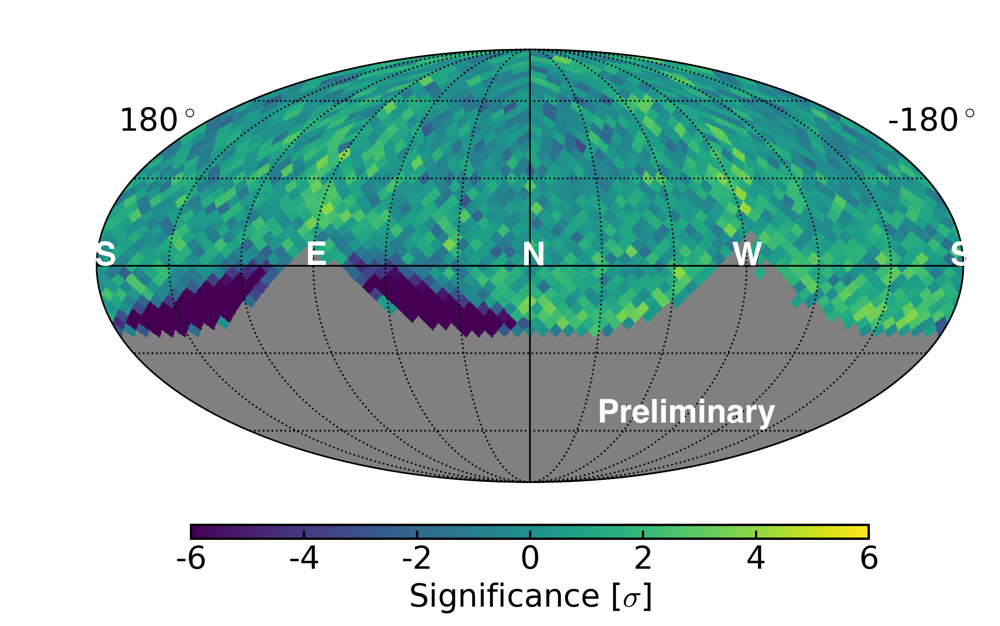 180°
-180°
S E N W S
Preliminary
-6 -4 -2 0 2 4 6
Significance [σ]